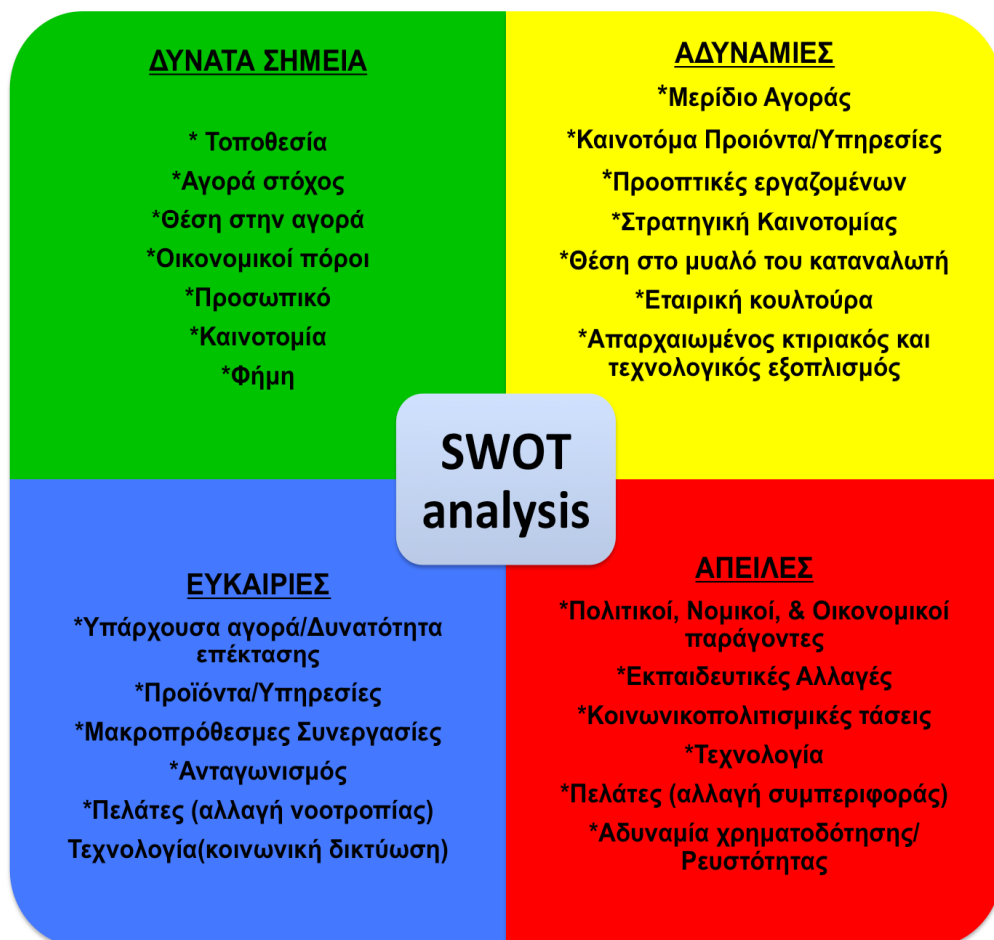 ΔΥΝΑΤΑ ΣΗΜΕΙΑ
* Τοποθεσία
*Αγορά στόχος
*Θέση στην αγορά
*Οικονομικοί πόροι
*Προσωπικό
*Καινοτομία
*Φήμη
ΑΔΥΝΑΜΙΕΣ
*Μερίδιο Αγοράς
*Καινοτόμα Προιόντα/Υπηρεσίες
*Προοπτικές εργαζομένων
*Στρατηγική Καινοτομίας
*Θέση στο μυαλό του καταναλωτή
*Εταιρική κουλτούρα
*Απαρχαιωμένος κτιριακός και
τεχνολογικός εξοπλισμός
SWOT
analysis
ΕΥΚΑΙΡΙΕΣ
*Υπάρχουσα αγορά/Δυνατότητα
επέκτασης
*Προϊόντα/Υπηρεσίες
*Μακροπρόθεσμες Συνεργασίες
*Ανταγωνισμός
*Πελάτες (αλλαγή νοοτροπίας)
Τεχνολογία(κοινωνική δικτύωση)
ΑΠΕΙΛΕΣ
*Πολιτικοί, Νομικοί, & Οικονομικοί
παράγοντες
*Εκπαιδευτικές Αλλαγές
*Κοινωνικοπολιτισμικές τάσεις
*Τεχνολογία
*Πελάτες (αλλαγή συμπεριφοράς)
*Αδυναμία χρηματοδότησης/
Ρευστότητας